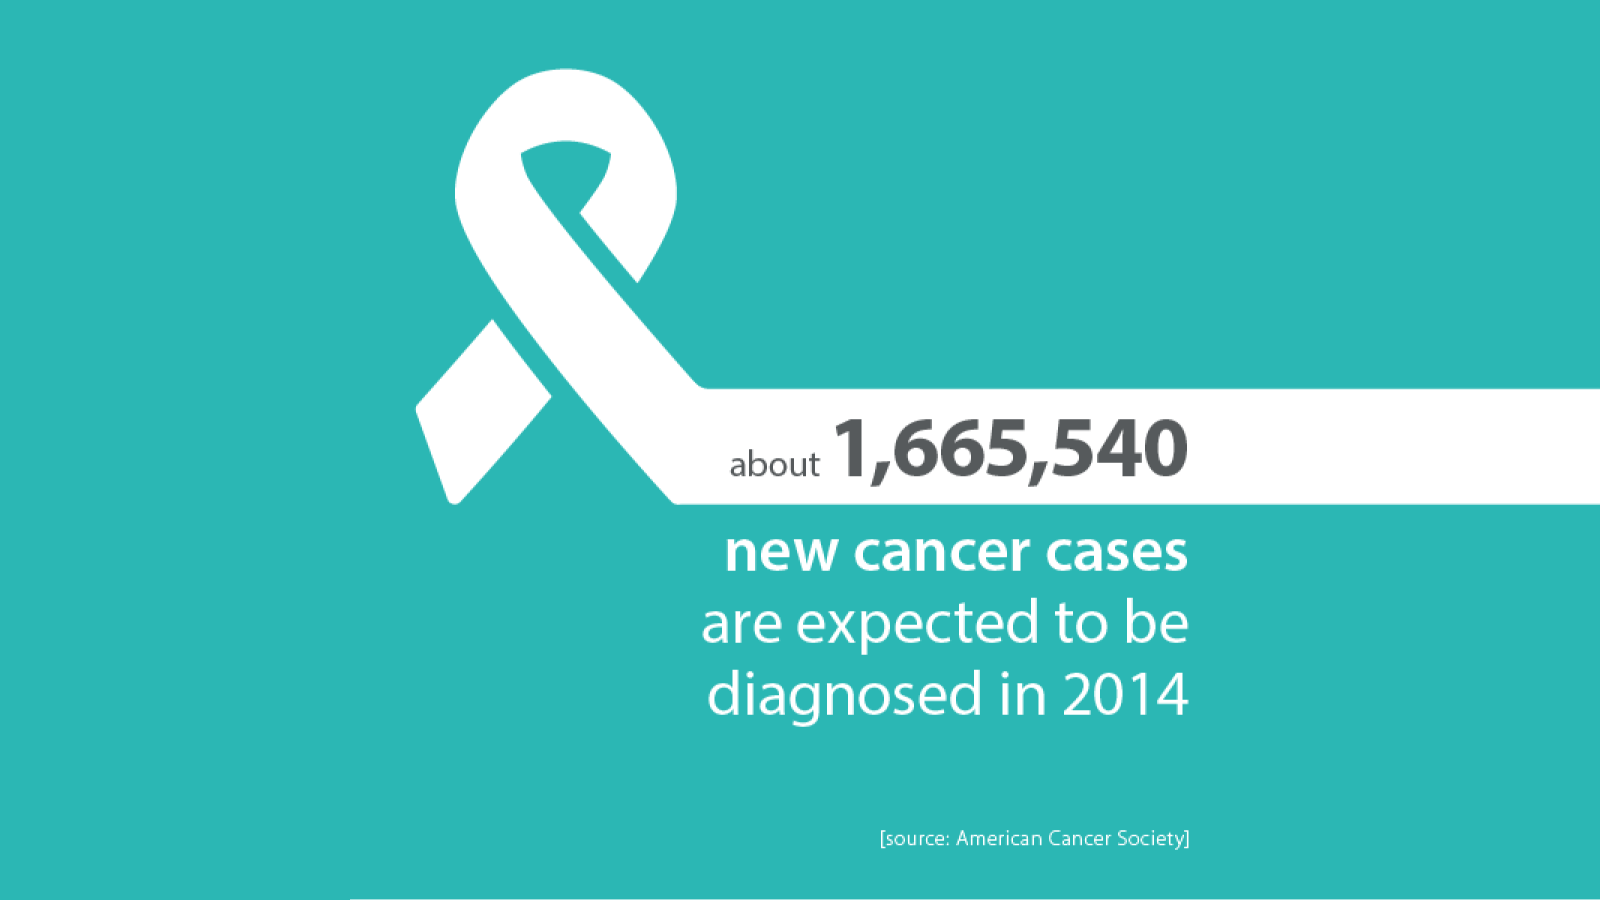 about 1,665,540
new cancer cases
are expected to be
diagnosed in 2014
[source: American Cancer Society]